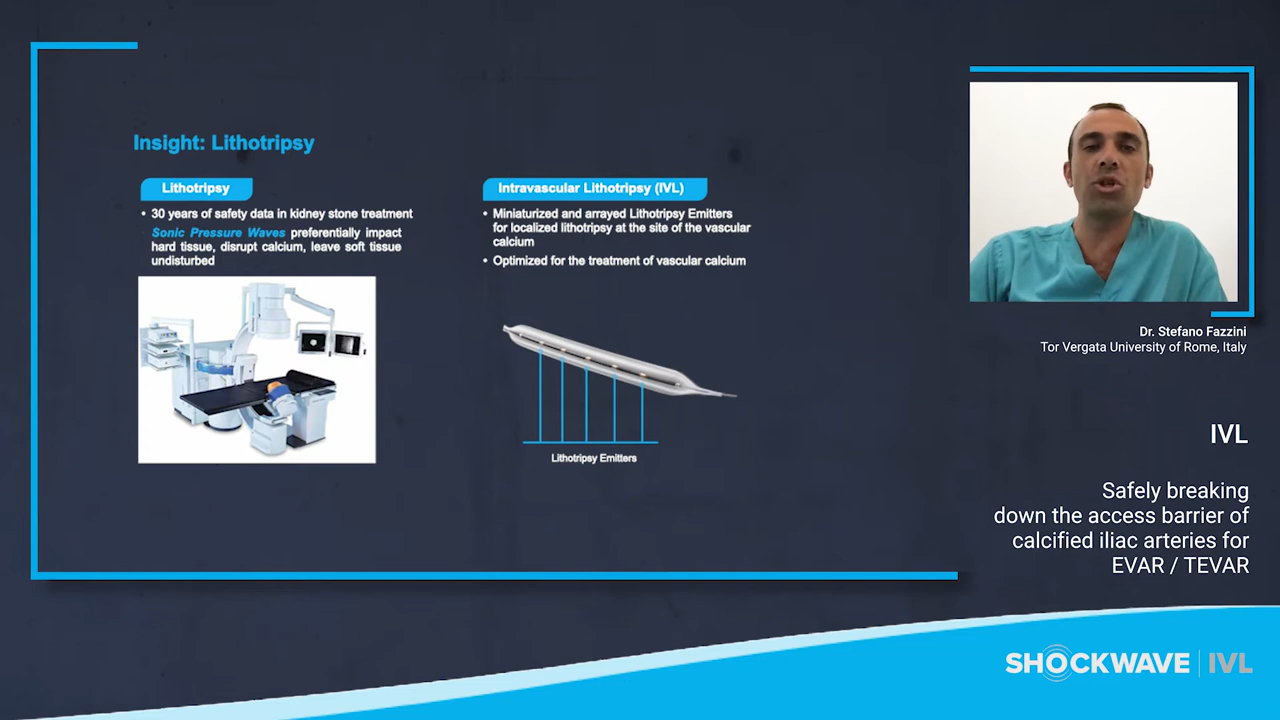 Insight: Lithotripsy
Lithotripsy
• 30 years of safety data in kidney stone treatment
Sonic Pressure Waves preferentially impact
hard tissue, disrupt calcium, leave soft tissue
undisturbed
Intravascular Lithotripsy (IVL)
• Miniaturized and arrayed Lithotripsy Emitters
for localized lithotripsy at the site of the vascular
calcium
• Optimized for the treatment of vascular calcium
Lithotripsy Emitters
Dr. Stefano Fazzini
Tor Vergata University of Rome, Italy
IVL
Safely breaking
down the access barrier of
calcified iliac arteries for
EVAR / TEVAR
SHOCKWAVE | IVL